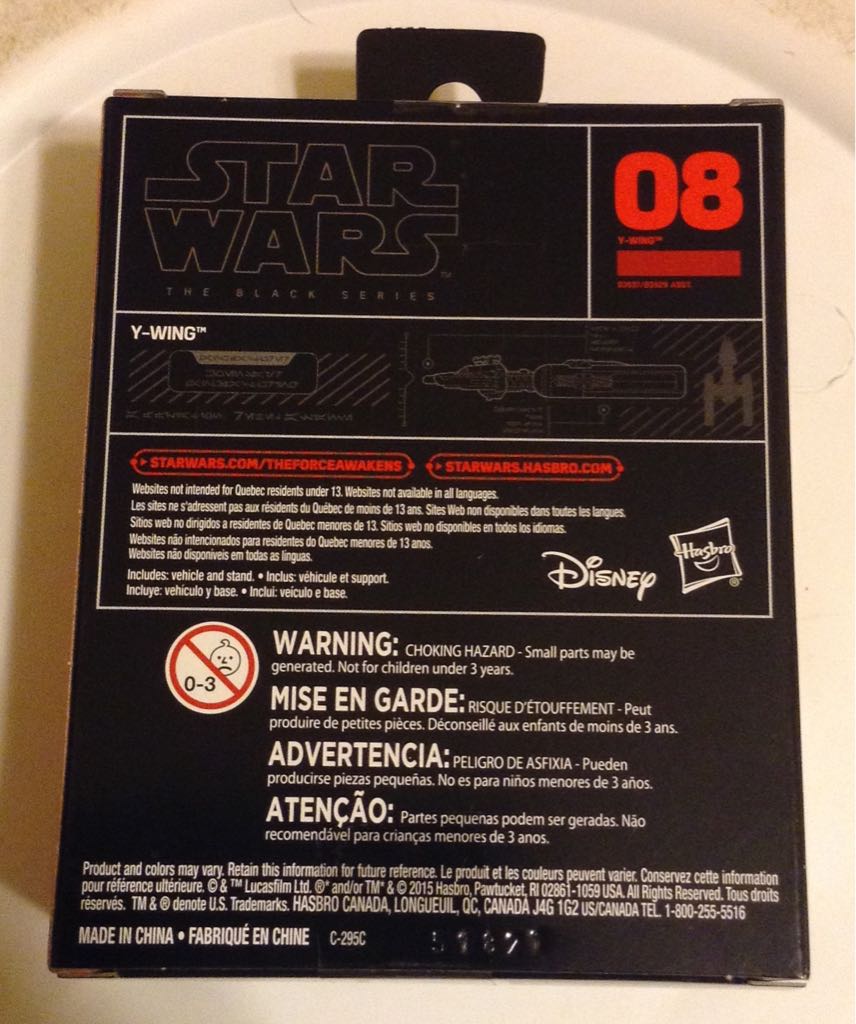 STAR
WARS™
THE BLACK SERIES
08
Y-WING™
Y-WING™
STARWARS.COM/THEFORCEAWAKENS
STARWARS.HASBRO.COM
Websites not intended for Quebec residents under 13. Websites not available in all languages.
Les sites ne s'adressent pas aux résidents du Québec de moins de 13 ans. Sites Web non disponibles dans toutes les langues.
Sitios web no dirigidos a residentes de Quebec menores de 13. Sitios web no disponibles en todos los idiomas.
Websites não intencionados para residentes do Quebec menores de 13 anos.
Websites não disponíveis em todas as línguas.
Includes: vehicle and stand. • Inclus: véhicule et support.
Incluye: vehículo y base. • Inclui: veículo e base.
Disney
Hasbro®
0-3
WARNING: CHOKING HAZARD - Small parts may be
generated. Not for children under 3 years.
MISE EN GARDE: RISQUE D'ÉTOUFFEMENT - Peut
produire de petites pièces. Déconseillé aux enfants de moins de 3 ans.
ADVERTENCIA: PELIGRO DE ASFIXIA - Pueden
producirse piezas pequeñas. No es para niños menores de 3 años.
ATENÇÃO: Partes pequenas podem ser geradas. Não
recomendável para crianças menores de 3 anos.
Product and colors may vary. Retain this information for future reference. Le produit et les couleurs peuvent varier. Conservez cette information
pour référence ultérieure. © & ™ Lucasfilm Ltd. ®* and/or TM* & © 2015 Hasbro, Pawtucket, RI 02861-1059 USA. All Rights Reserved. Tous droits
réservés. TM & ® denote U.S. Trademarks. HASBRO CANADA, LONGUEUIL, QC, CANADA J4G 1G2 US/CANADA TEL. 1-800-255-5516
MADE IN CHINA • FABRIQUÉ EN CHINE C-295C